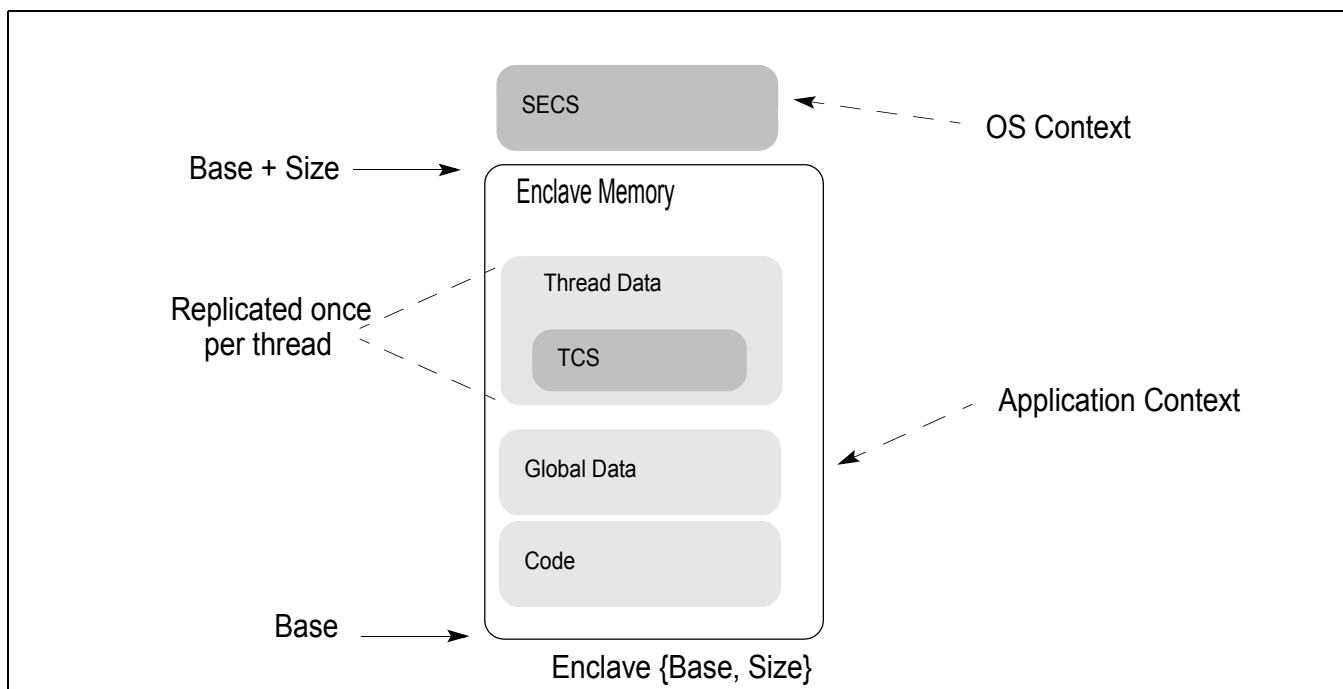 SECS
OS Context
Base + Size
Enclave Memory
Thread Data
Replicated once
per thread
TCS
Application Context
Global Data
Code
Base
Enclave {Base, Size}